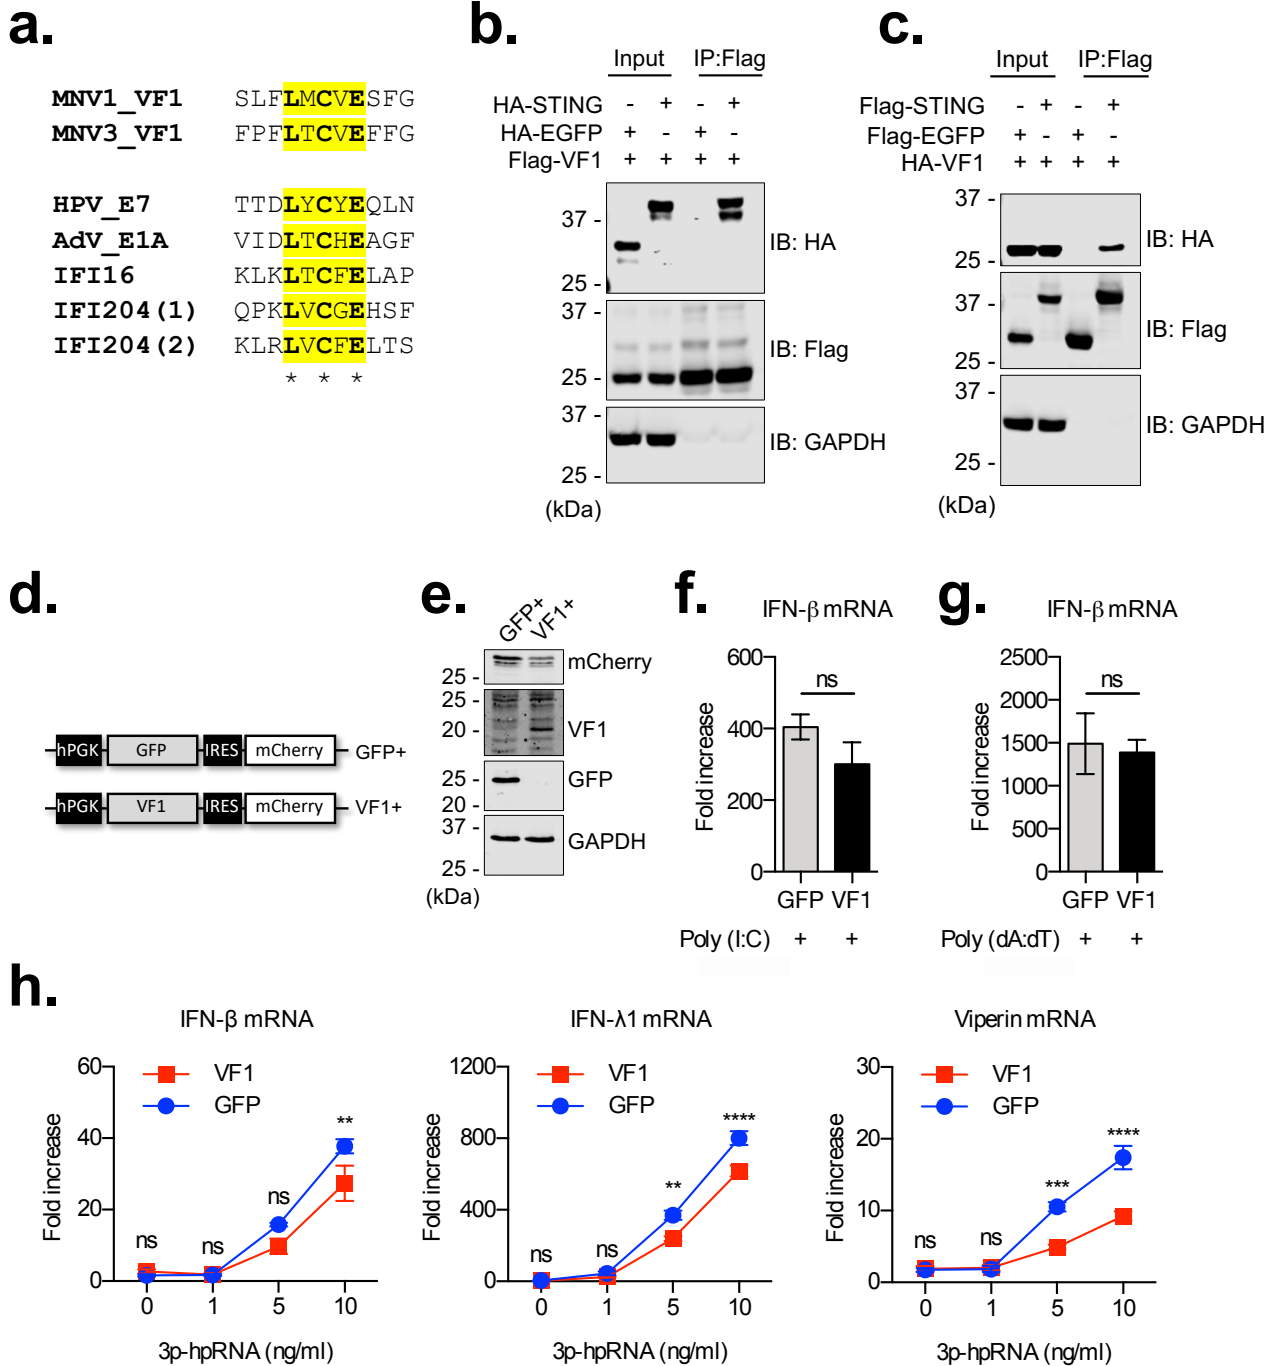 a.
MNV1_VF1 SLFLMCVESFG
MNV3_VF1 FPFLTCVEFFG
HPV_E7 TTDLYCYEQLN
AdV_E1A VIDLTCHEAGF
IFI16 KLKLTCFELAP
IFI204(1) QPKLVCGEHSF
IFI204(2) KLRLVCFELTS
* * *
b.
Input IP:Flag
HA-STING - + - +
HA-EGFP + - + -
Flag-VF1 + + + +
37 -
IB: HA
25 -
37 -
IB: Flag
25 -
37 -
IB: GAPDH
25 -
(kDa)
c.
Input IP:Flag
Flag-STING - + - +
Flag-EGFP + - + -
HA-VF1 + + + +
37 -
IB: HA
25 -
37 -
IB: Flag
25 -
37 -
IB: GAPDH
25 -
(kDa)
d.
hPGK GFP IRES mCherry GFP+
hPGK VF1 IRES mCherry VF1+
e.
GFP+ VF1+
mCherry
25 -
25 -
20 - VF1
25 - GFP
20 -
37 -
GAPDH
25 -
(kDa)
f.
IFN-β mRNA
Fold increase
600
400
200
0
ns
GFP VF1
Poly (I:C) + +
g.
IFN-β mRNA
Fold increase
2500
2000
1500
1000
500
0
ns
GFP VF1
Poly (dA:dT) + +
h.
IFN-β mRNA
VF1
GFP
Fold increase
60
40
20
0
ns ns ns **
0 1 5 10
3p-hpRNA (ng/ml)
IFN-λ1 mRNA
VF1
GFP
Fold increase
1200
800
400
0
ns ns ** ****
0 1 5 10
3p-hpRNA (ng/ml)
Viperin mRNA
VF1
GFP
Fold increase
30
20
10
0
ns ns *** ****
0 1 5 10
3p-hpRNA (ng/ml)